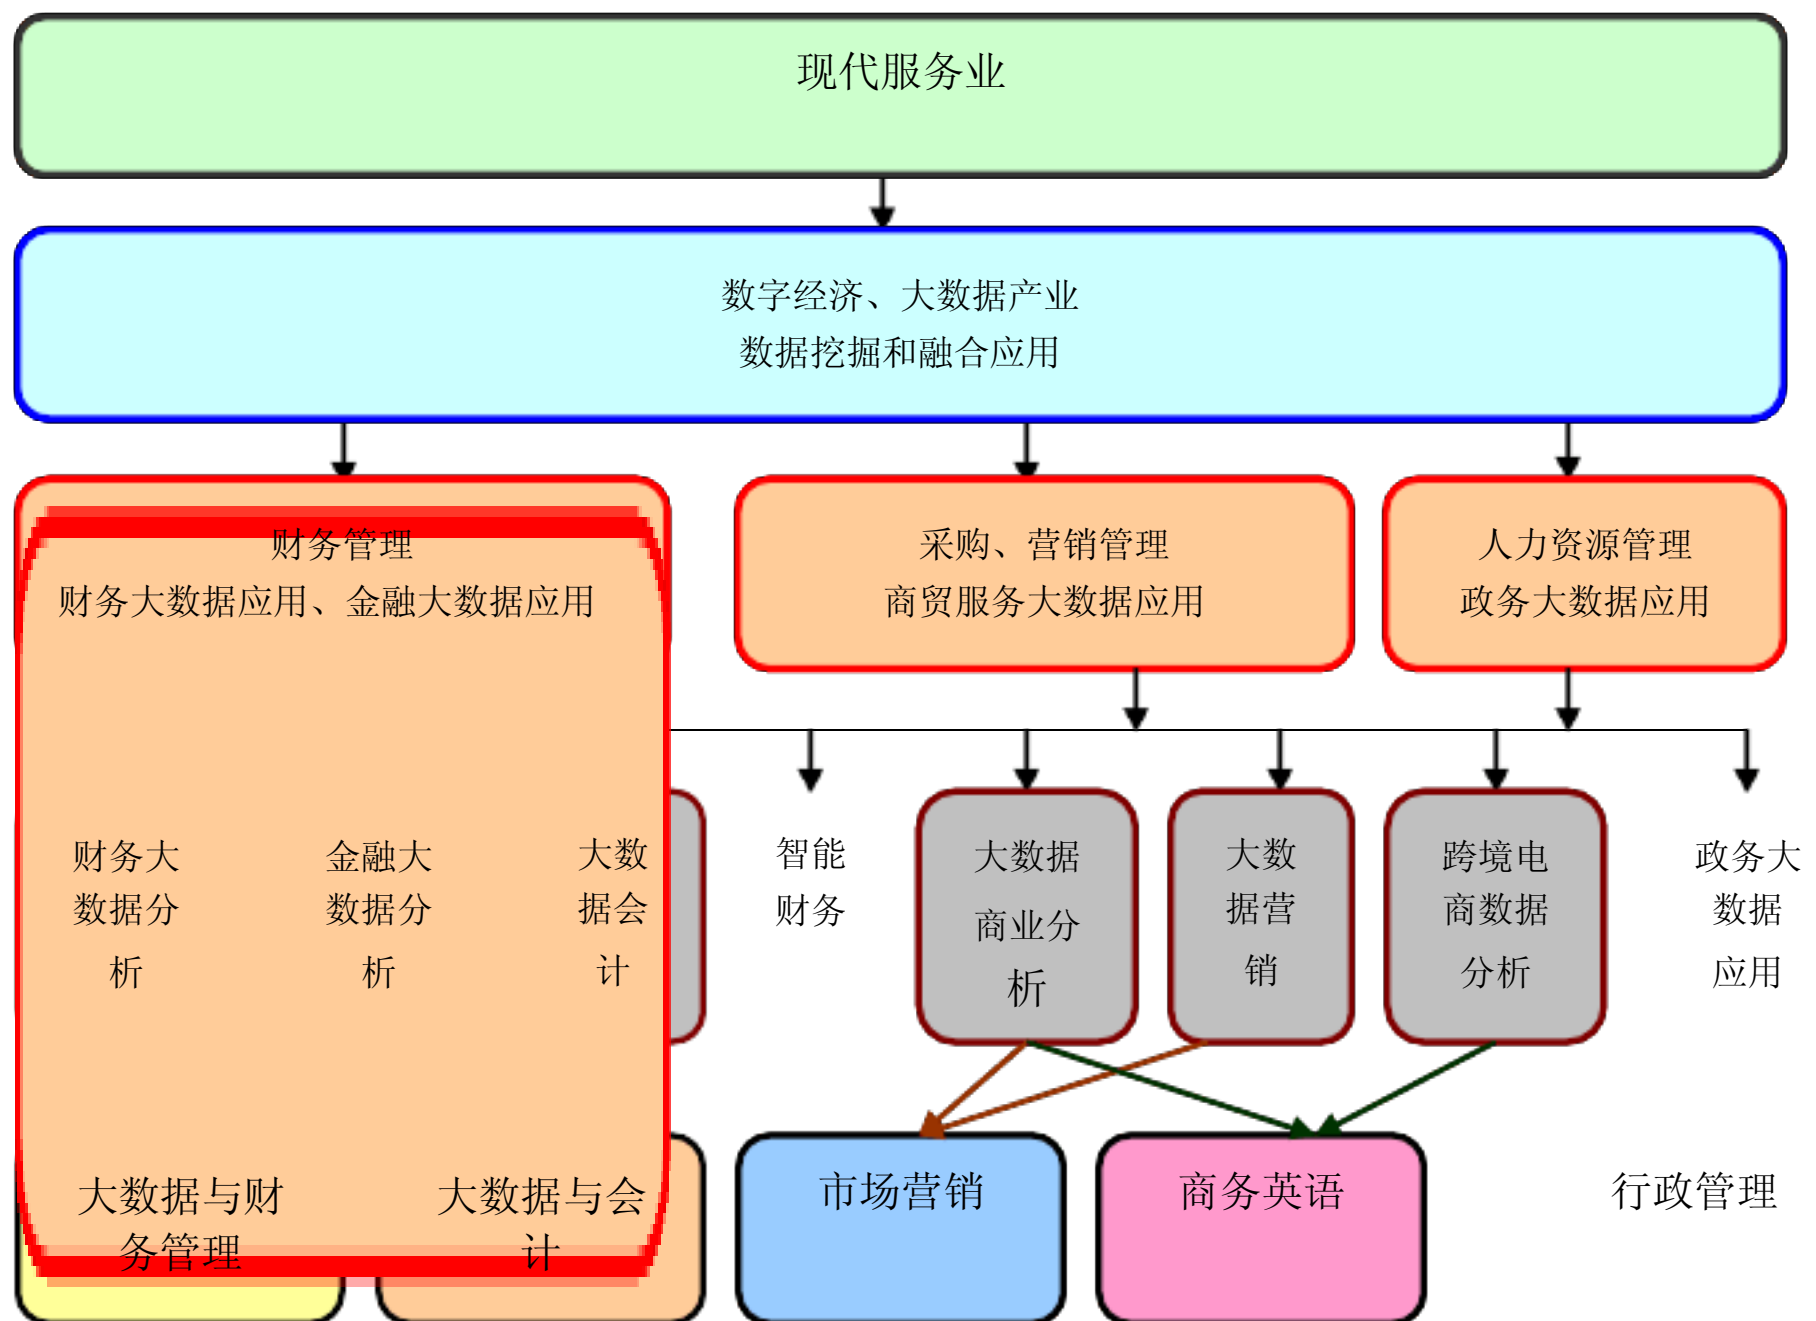 现代服务业
数字经济、大数据产业
数据挖掘和融合应用
财务管理
财务大数据应用、金融大数据应用
采购、营销管理
商贸服务大数据应用
人力资源管理
政务大数据应用
财务大
数据分
析
金融大
数据分
析
大数
据会
计
智能
财务
大数据
商业分
析
大数
据营
销
跨境电
商数据
分析
政务大
数据
应用
大数据与财
务管理
大数据与会
计
市场营销
商务英语
行政管理